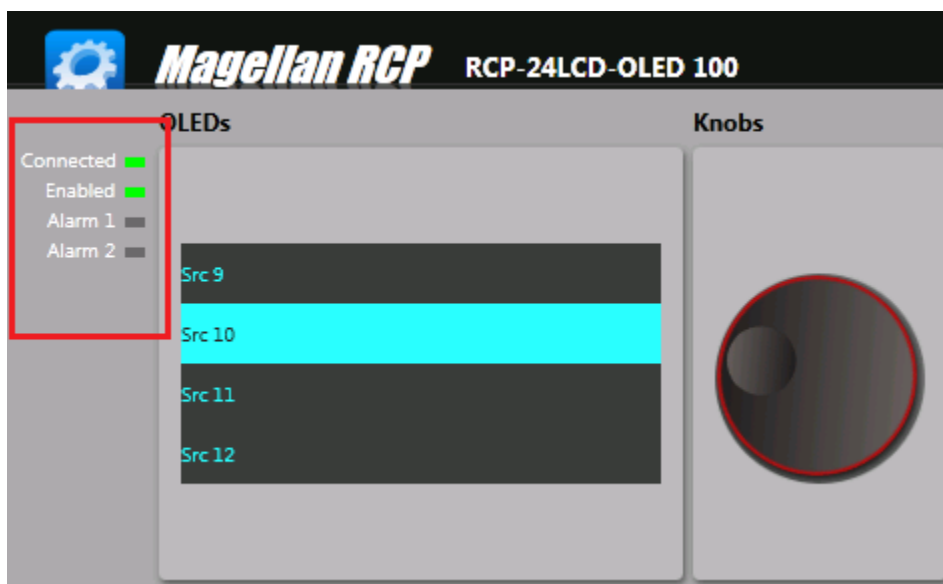 Magellan RCP RCP-24LCD-OLED 100
OLEDs Knobs
Connected
Enabled
Alarm 1
Alarm 2
Src 9
Src 10
Src 11
Src 12